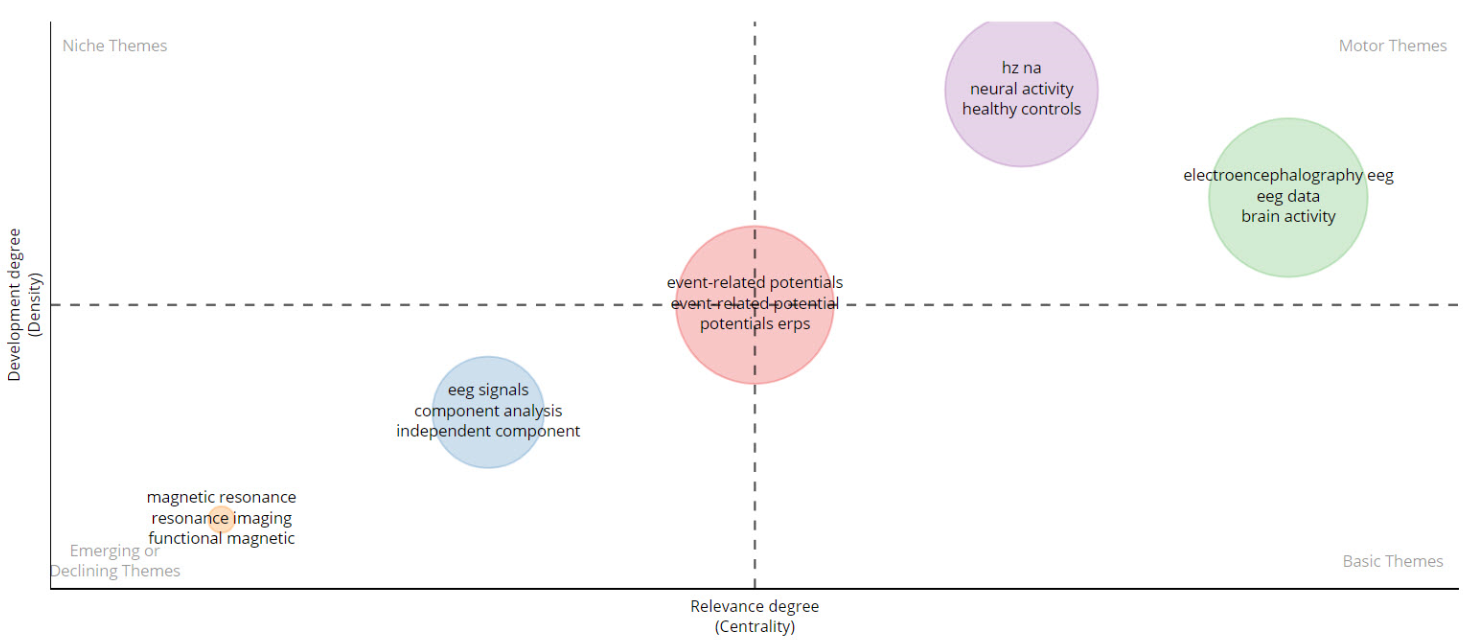 Niche Themes
Motor Themes
hz na
neural activity
healthy controls
electroencephalography eeg
eeg data
brain activity
event-related potentials
event-related potential
potentials erps
eeg signals
component analysis
independent component
magnetic resonance
resonance imaging
functional magnetic
Emerging or
Declining Themes
Basic Themes
Development degree
(Density)
Relevance degree
(Centrality)